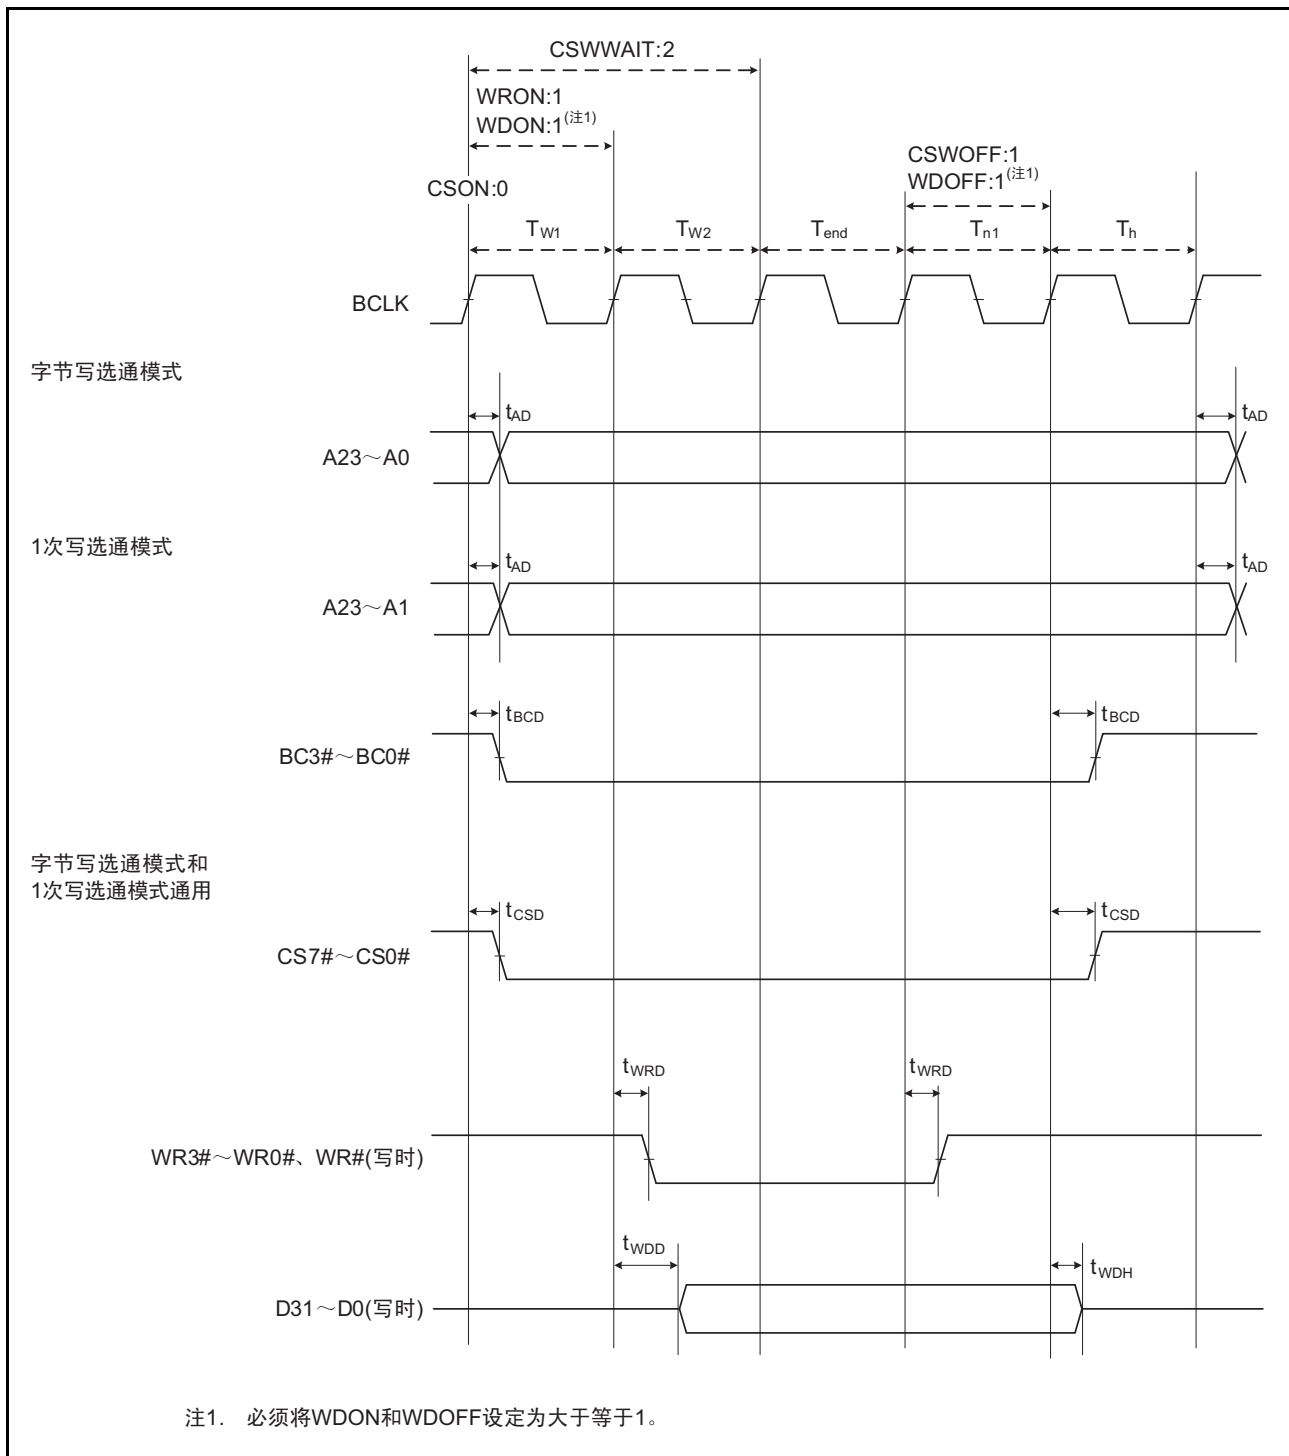 CSWWAIT:2
WRON:1
WDON:1(注1)
CSON:0
CSWOFF:1
WDOFF:1(注1)
TW1 TW2 Tend Tn1 Th
BCLK
字节写选通模式
tAD tAD
A23～A0
1次写选通模式
tAD tAD
A23～A1
tBCD tBCD
BC3#～BC0#
字节写选通模式和
1次写选通模式通用
tCSD tCSD
CS7#～CS0#
tWRD tWRD
WR3#～WR0#、WR#(写时)
tWDD tWDH
D31～D0(写时)
注1. 必须将WDON和WDOFF设定为大于等于1。